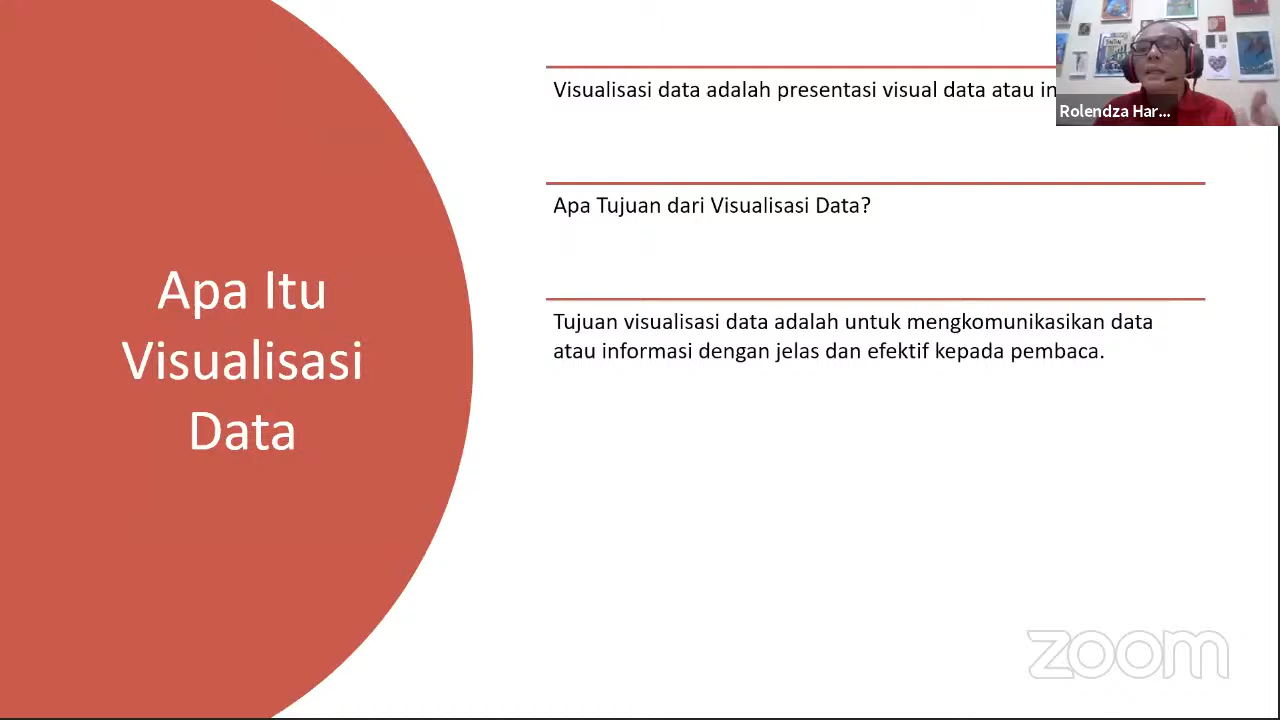 Apa Itu
Visualisasi
Data
Visualisasi data adalah presentasi visual data atau
Apa Tujuan dari Visualisasi Data?
Tujuan visualisasi data adalah untuk mengkomunikasikan data
atau informasi dengan jelas dan efektif kepada pembaca.
Rolendza Har...
zoom